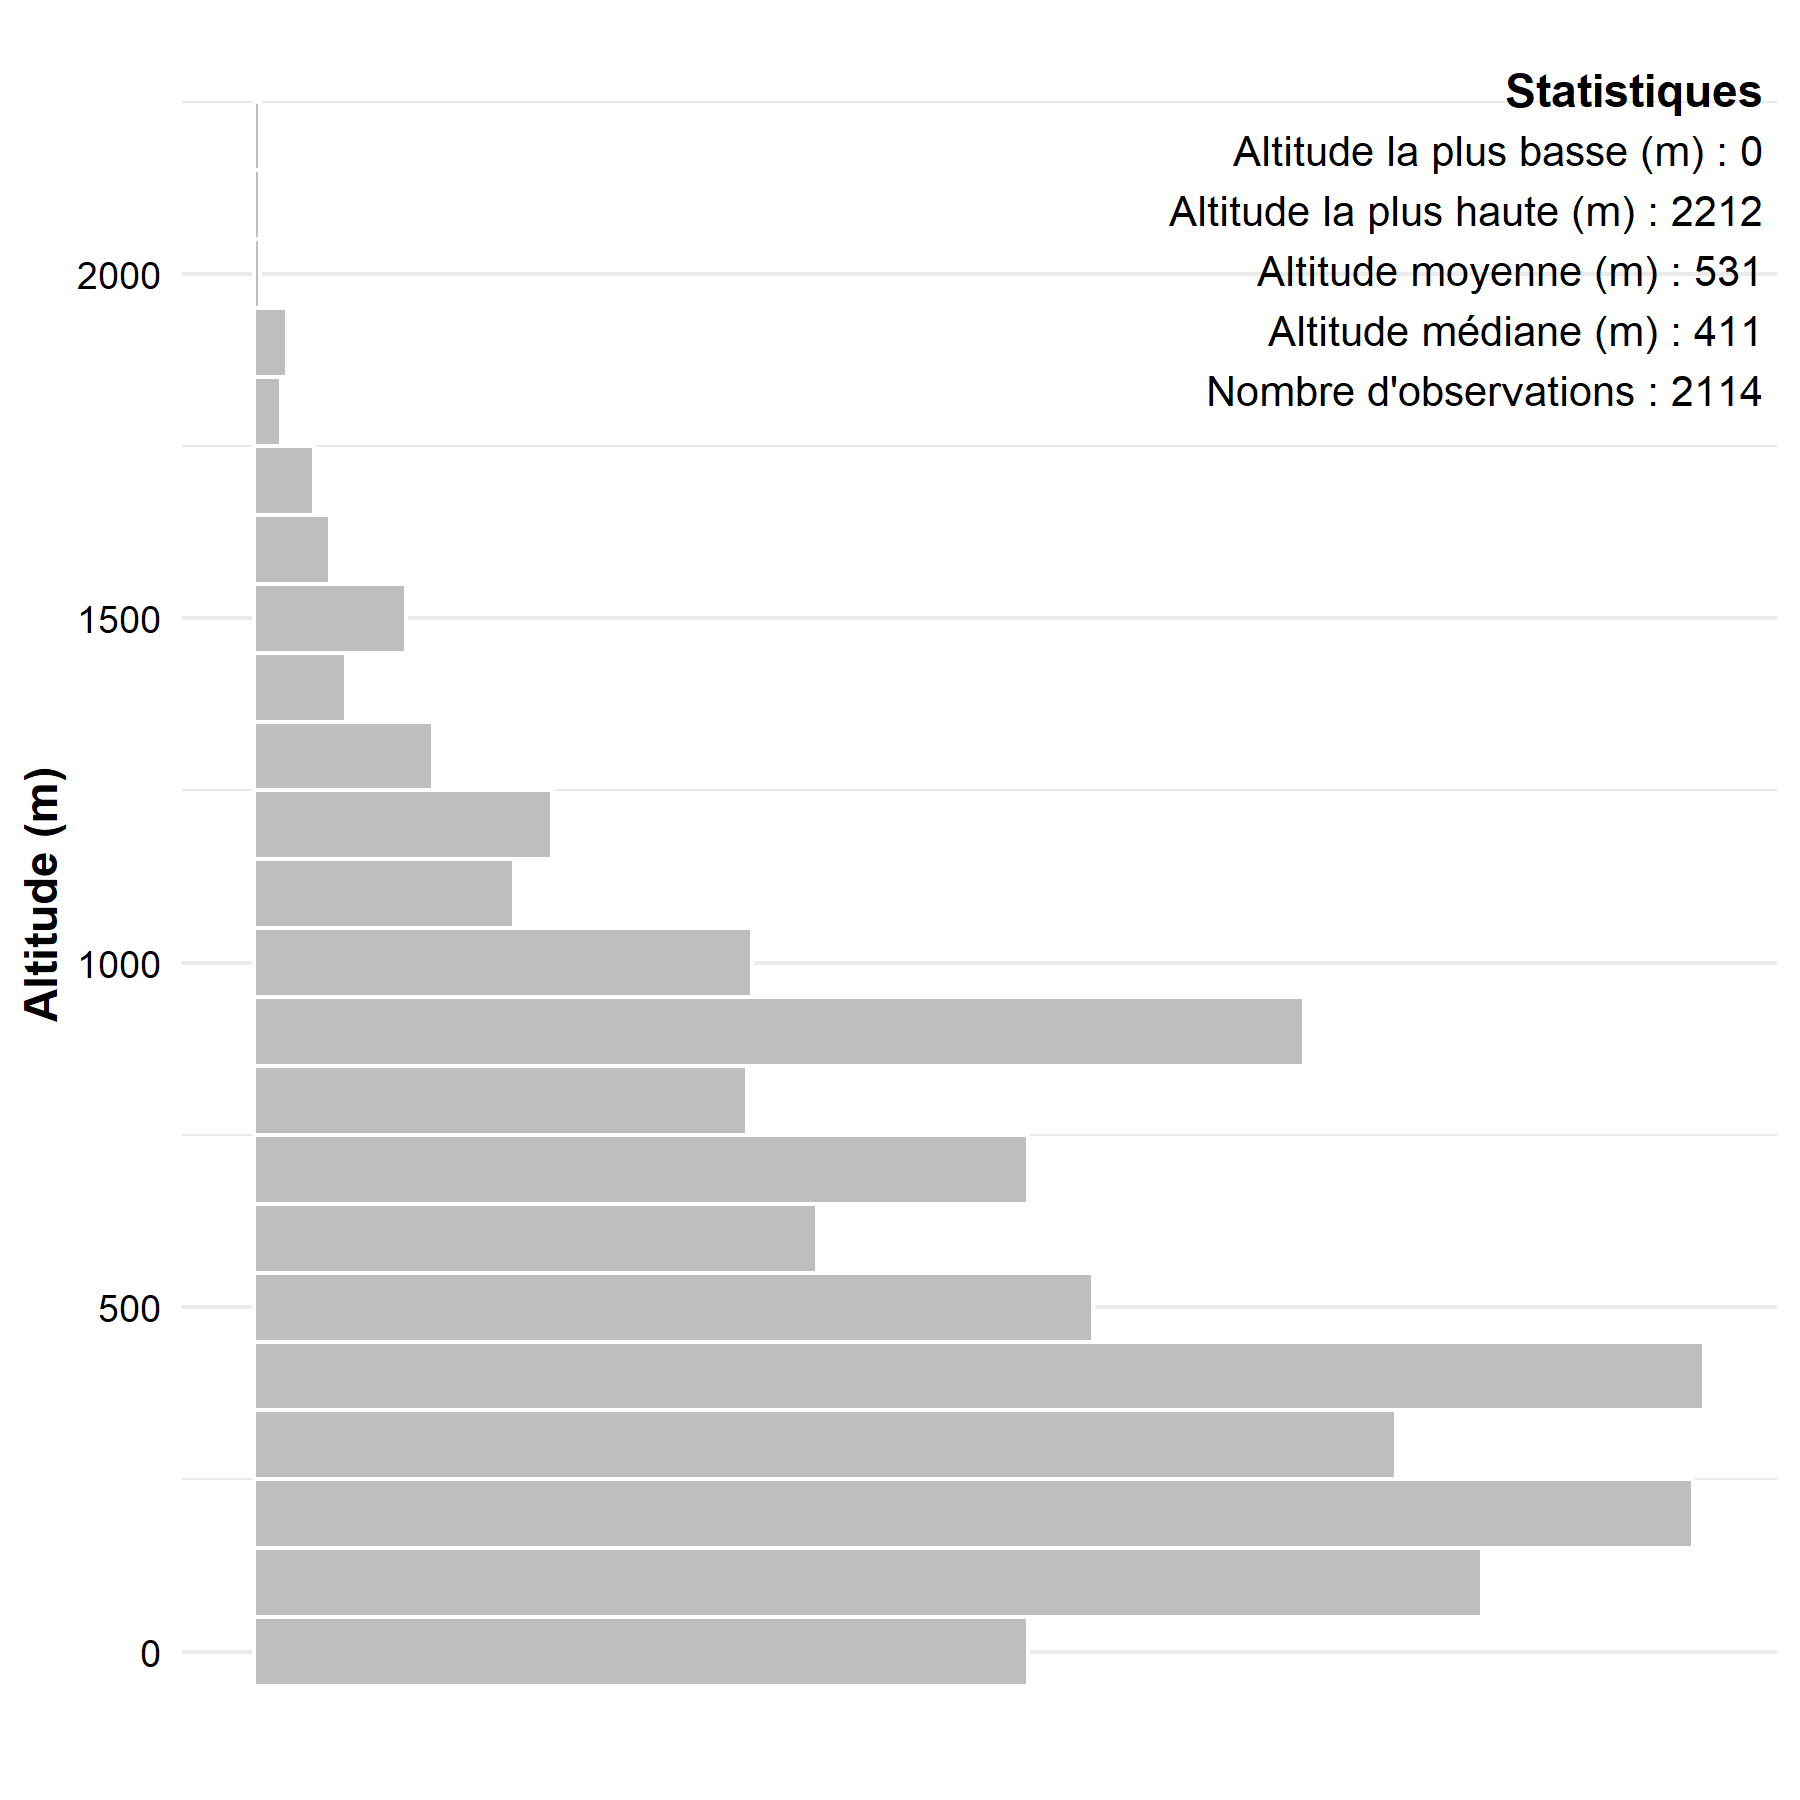 Statistiques
Altitude la plus basse (m) : 0
Altitude la plus haute (m) : 2212
Altitude moyenne (m) : 531
Altitude médiane (m) : 411
Nombre d'observations : 2114
Altitude (m)
2000
1500
1000
500
0